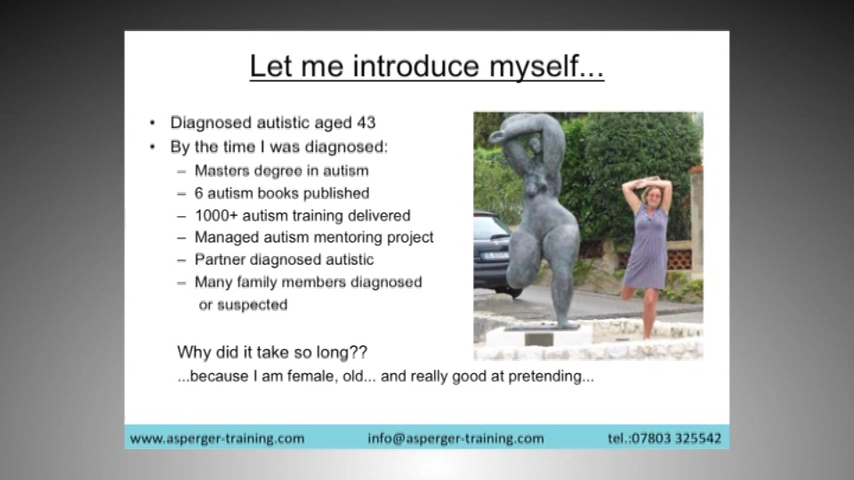 Let me introduce myself...
• Diagnosed autistic aged 43
• By the time I was diagnosed:
– Masters degree in autism
– 6 autism books published
– 1000+ autism training delivered
– Managed autism mentoring project
– Partner diagnosed autistic
– Many family members diagnosed
or suspected
Why did it take so long??
...because I am female, old... and really good at pretending...
www.asperger-training.com info@asperger-training.com tel.:07803 325542